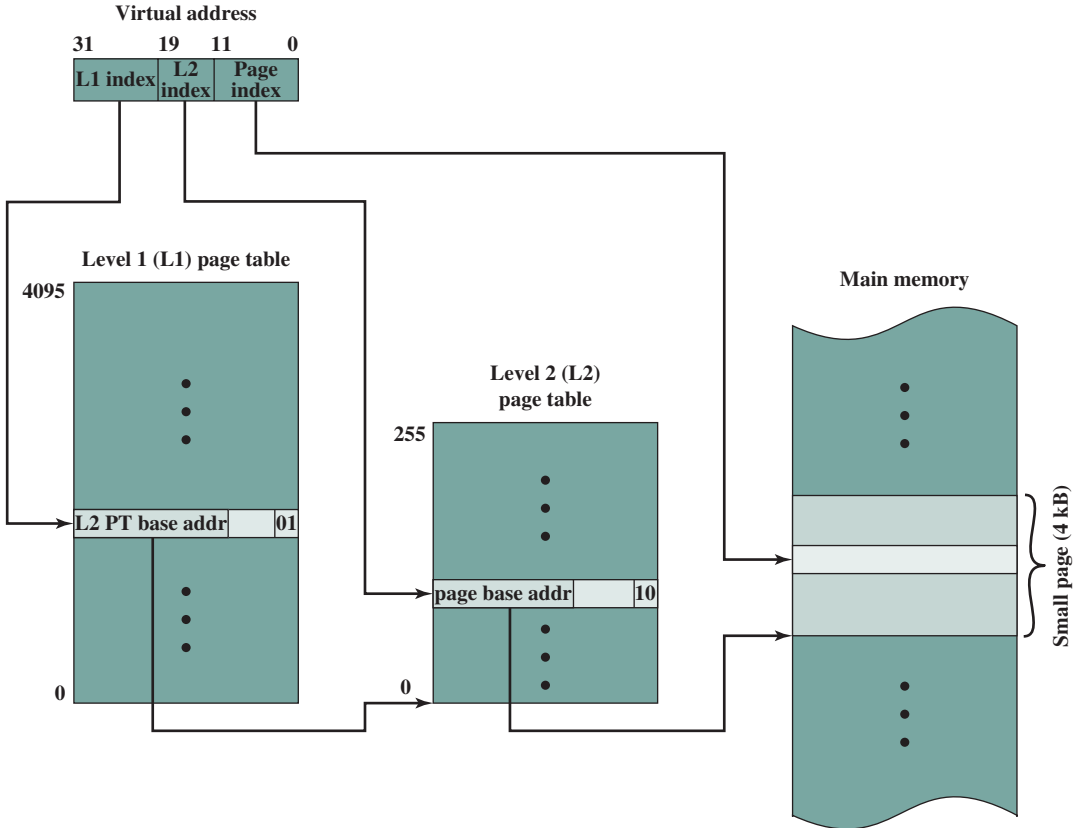 Virtual address
31 19 11 0
L1 index
L2
index
Page
index
Level 1 (L1) page table
4095
L2 PT base addr 01
0
Level 2 (L2)
page table
255
page base addr 10
0
Main memory
Small page (4 kB)